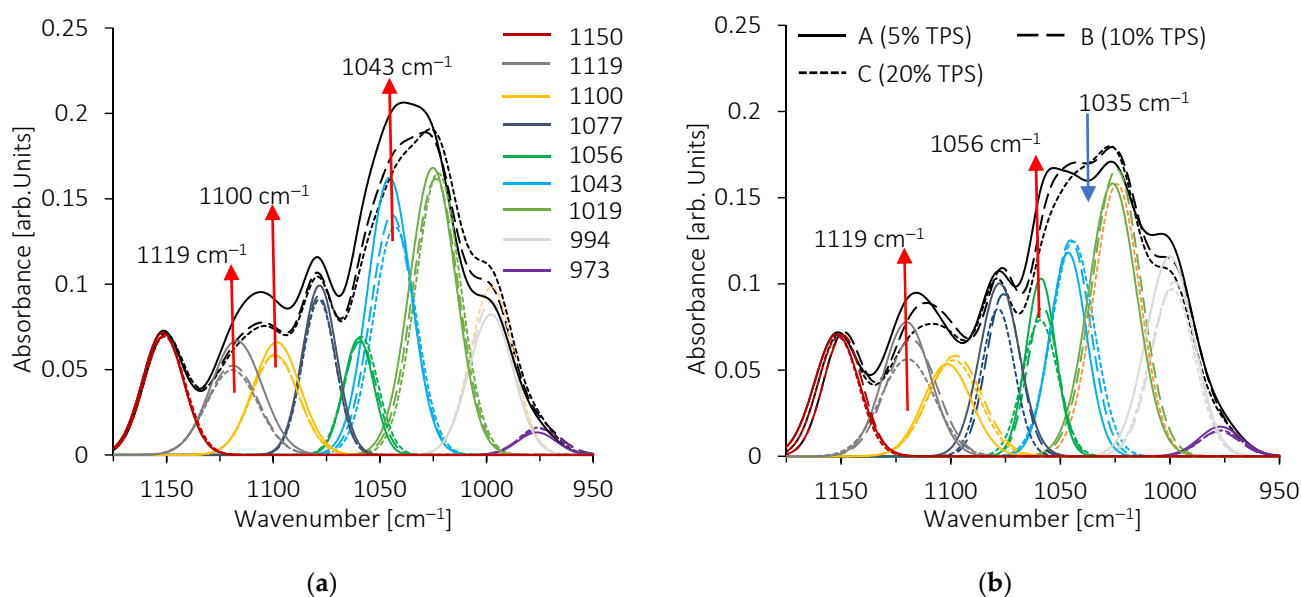 0.25
0.2
0.15
0.1
0.05
0
Absorbance [arb.Units]
1150
1100
1050
1000
950
Wavenumber [cm⁻¹]
1119 cm⁻¹
1100 cm⁻¹
1043 cm⁻¹
1150
1119
1100
1077
1056
1043
1019
994
973
(a)
0.25
0.2
0.15
0.1
0.05
0
Absorbance [arb. Units]
1150
1100
1050
1000
950
Wavenumber [cm⁻¹]
A (5% TPS)
B (10% TPS)
C (20% TPS)
1119 cm⁻¹
1056 cm⁻¹
1035 cm⁻¹
(b)